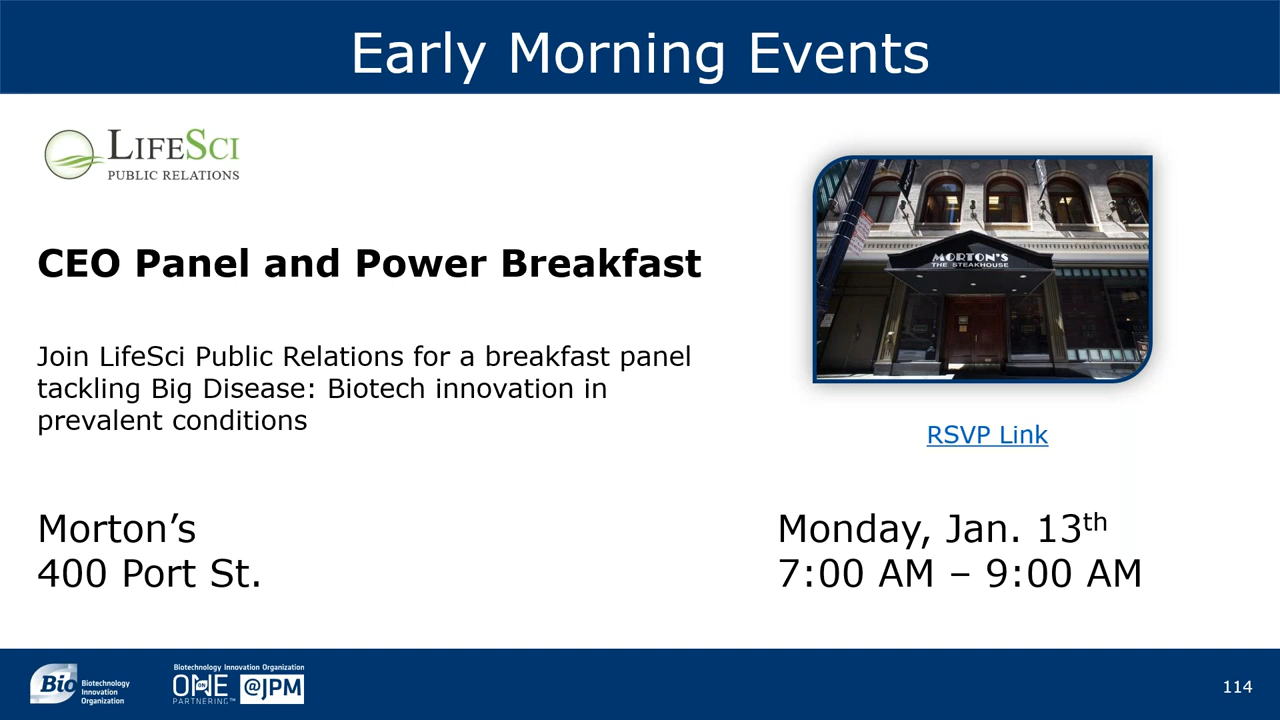 Early Morning Events
LIFESCI
PUBLIC RELATIONS
CEO Panel and Power Breakfast
Join LifeSci Public Relations for a breakfast panel
tackling Big Disease: Biotech innovation in
prevalent conditions
MORTON'S
THE STEAKHOUSE
RSVP Link
Morton’s
400 Port St.
Monday, Jan. 13th
7:00 AM – 9:00 AM
Bio
Biotechnology
Innovation
Organization
Biotechnology Innovation Organization
ONE
ON
PARTNERING™
@JPM
114